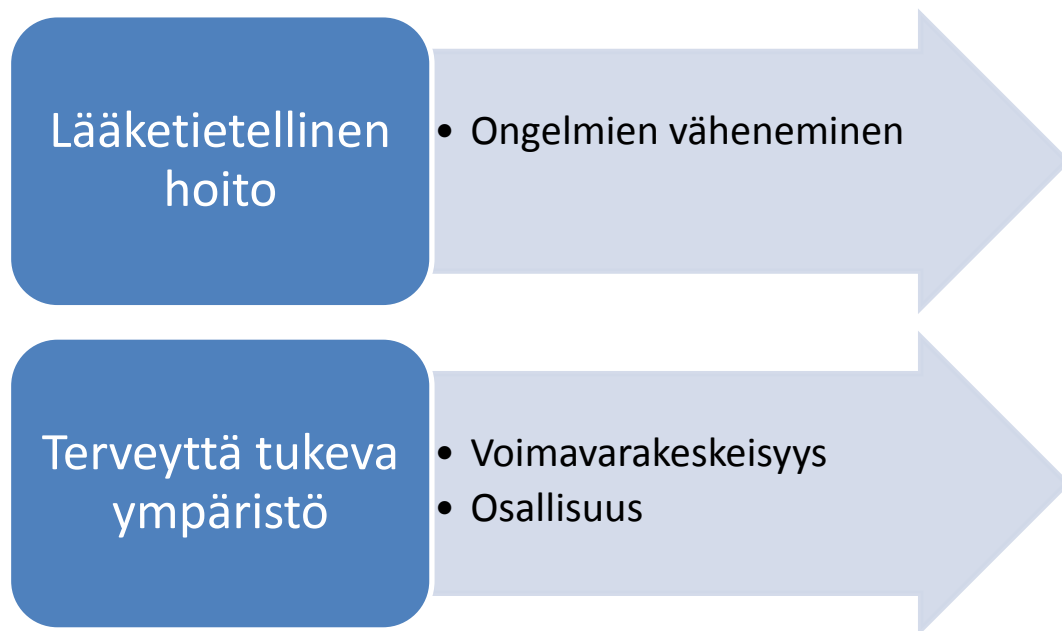 Lääketietellinen
hoito
• Ongelmien väheneminen
Terveyttä tukeva
ympäristö
• Voimavarakeskeisyys
• Osallisuus